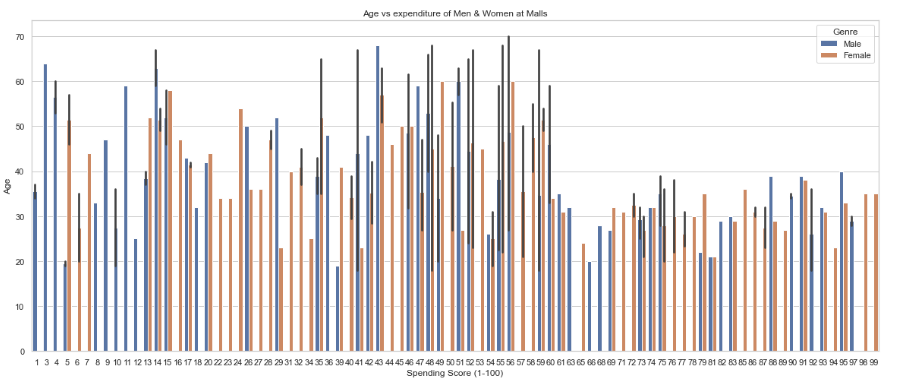 Age vs expenditure of Men & Women at Malls
Genre
Male
Female
70
60
50
40
30
20
10
0
Age
1 3 4 5 6 7 8 9 10 11 12 13 14 15 16 17 18 20 22 23 24 26 27 28 29 31 32 34 35 36 39 40 41 42 43 44 45 46 47 48 49 50 51 52 53 54 55 56 57 58 59 60 61 63 65 66 68 69 71 72 73 74 75 76 77 78 79 81 82 83 85 86 87 88 89 90 91 92 93 94 95 97 98 99
Spending Score (1-100)